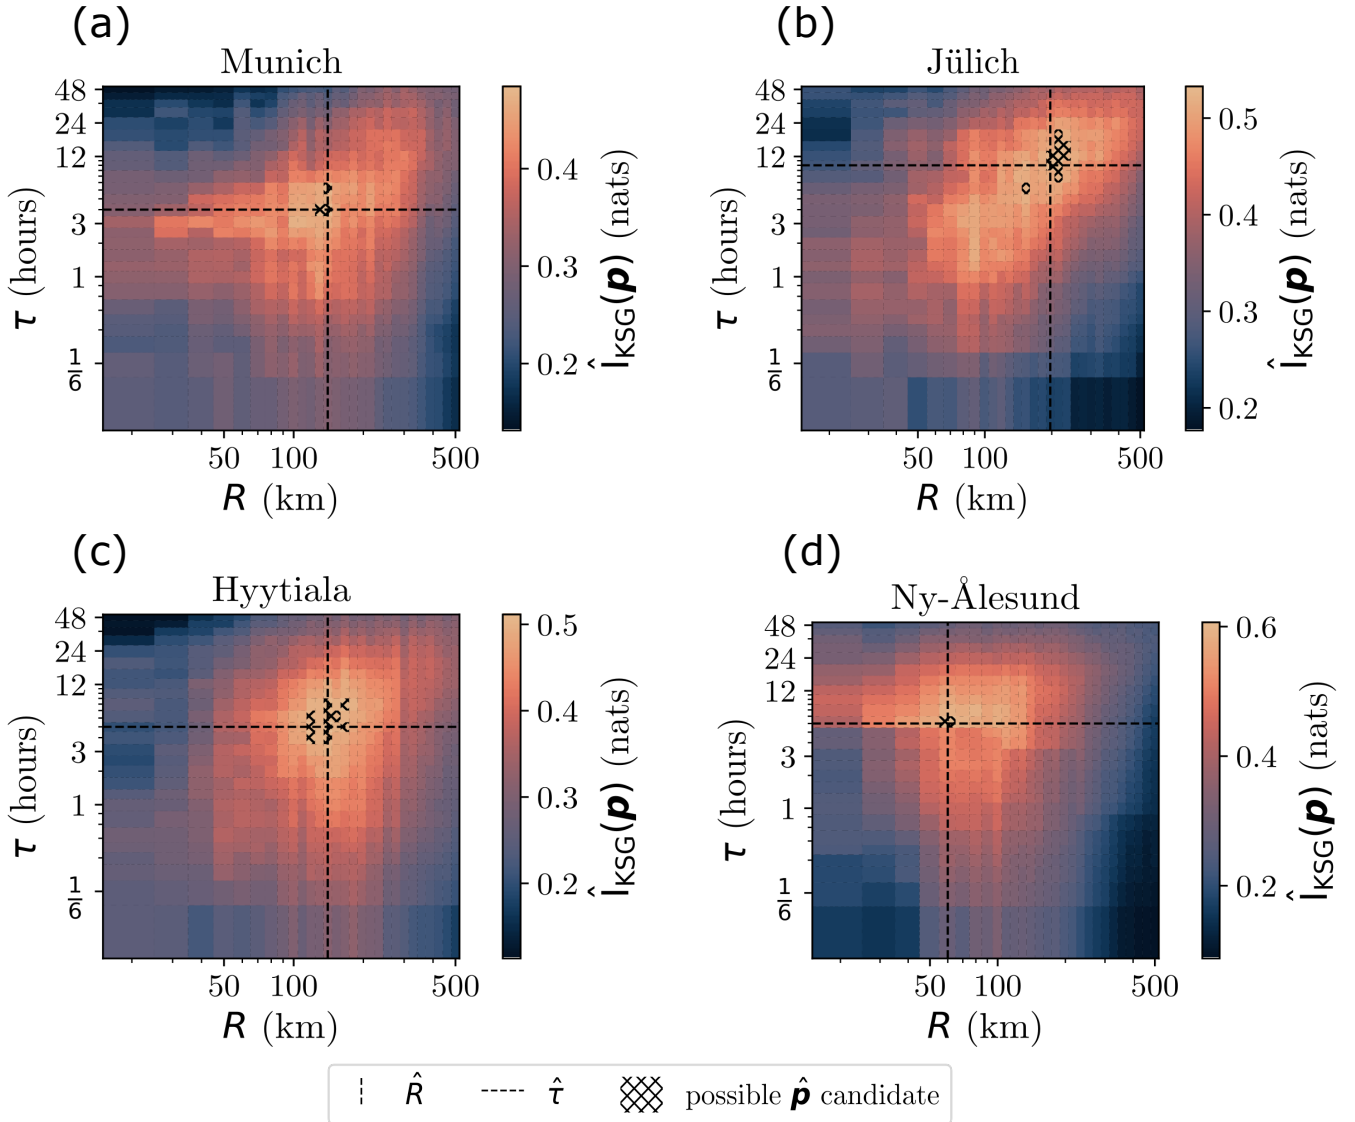 (a)
Munich
48
24
12
3
1
1/6
τ (hours)
50 100 500
R (km)
0.4
0.3
0.2
Î_KSG(p) (nats)
(b)
Jülich
48
24
12
3
1
1/6
τ (hours)
50 100 500
R (km)
0.5
0.4
0.3
0.2
Î_KSG(p) (nats)
(c)
Hyytiala
48
24
12
3
1
1/6
τ (hours)
50 100 500
R (km)
0.5
0.4
0.3
0.2
Î_KSG(p) (nats)
(d)
Ny-Ålesund
48
24
12
3
1
1/6
τ (hours)
50 100 500
R (km)
0.6
0.4
0.2
Î_KSG(p) (nats)
R̂ τ̂ possible p̂ candidate